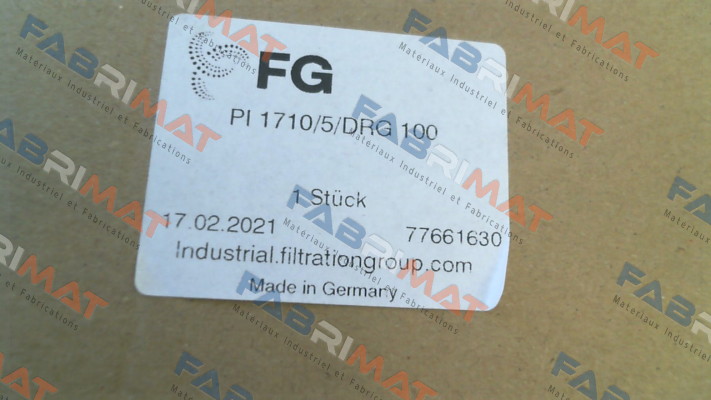 FG
PI 1710/5/DRG 100
1 Stück
17.02.2021 77661630
Industrial.filtrationgroup.com
Made in Germany
FABRIMAT
Materiaux Industriel et Fabrications